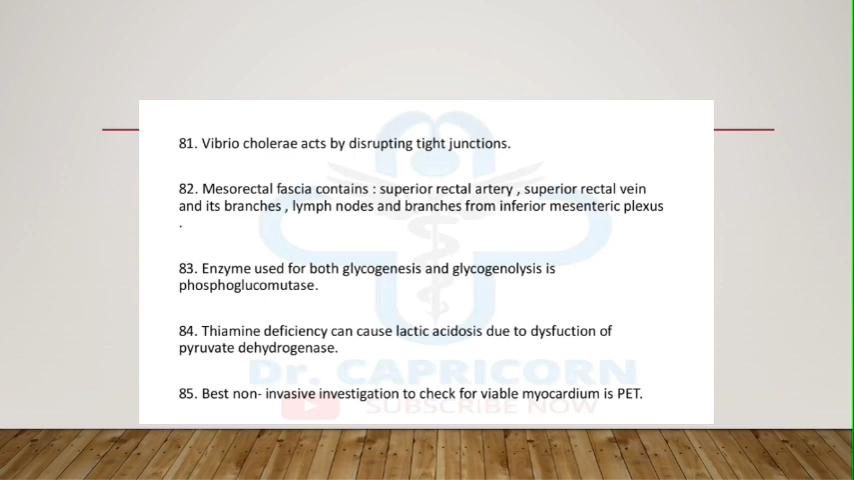 81. Vibrio cholerae acts by disrupting tight junctions.
82. Mesorectal fascia contains : superior rectal artery , superior rectal vein
and its branches , lymph nodes and branches from inferior mesenteric plexus
.
83. Enzyme used for both glycogenesis and glycogenolysis is
phosphoglucomutase.
84. Thiamine deficiency can cause lactic acidosis due to dysfuction of
pyruvate dehydrogenase.
Dr. CAPRICORN
85. Best non- invasive investigation to check for viable myocardium is PET.
SUBSCRIBE NOW